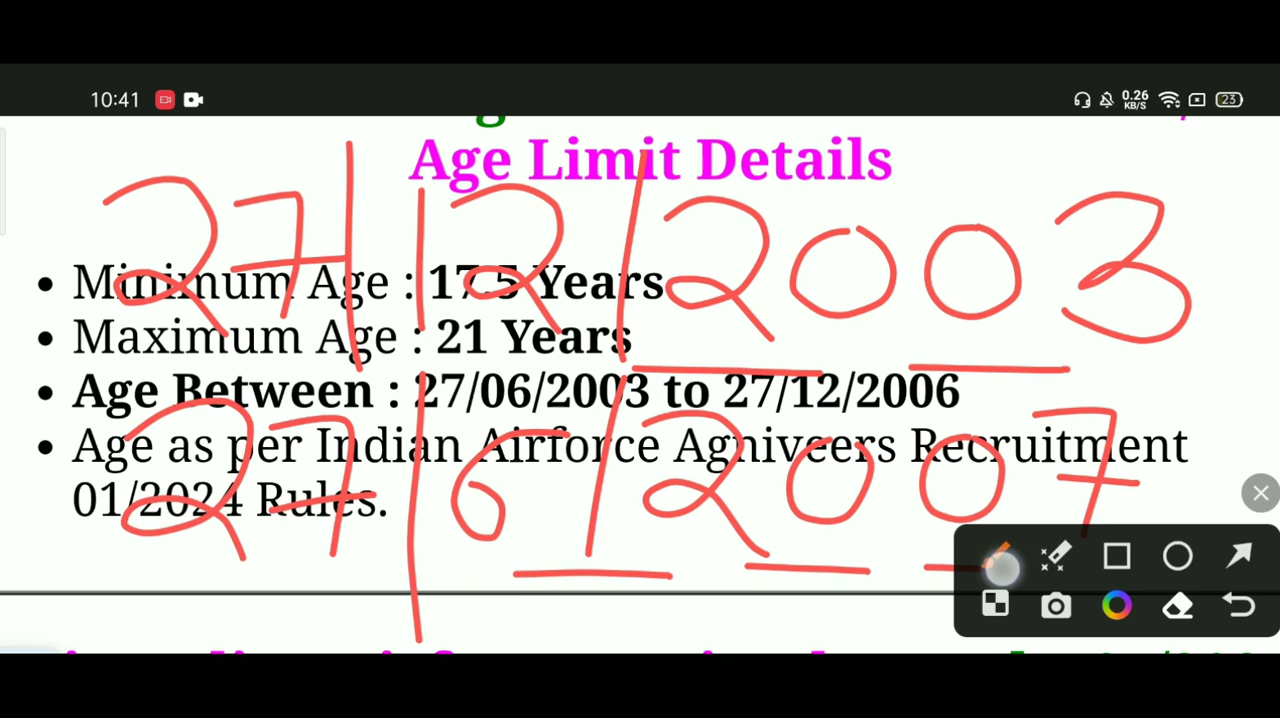 10:41 0.26 KB/S 23
Age Limit Details
27/12/2003
• Minimum Age : 17.5 Years
• Maximum Age : 21 Years
• Age Between : 27/06/2003 to 27/12/2006
27/6/2007
• Age as per Indian Airforce Agniveers Recruitment
01/2024 Rules.